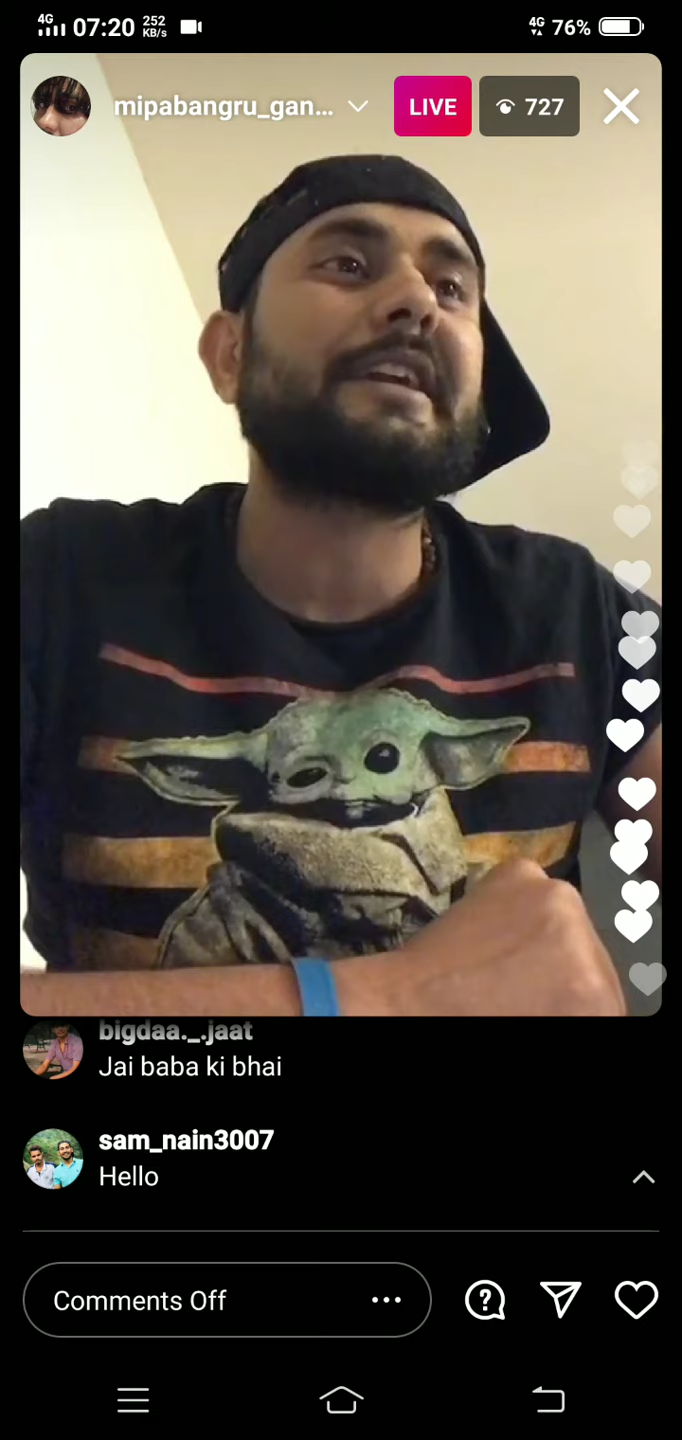 4G 07:20 252 KB/s 4G 76%
mipabangru_gan... LIVE 727
bigdaa._.jaat
Jai baba ki bhai
sam_nain3007
Hello
Comments Off